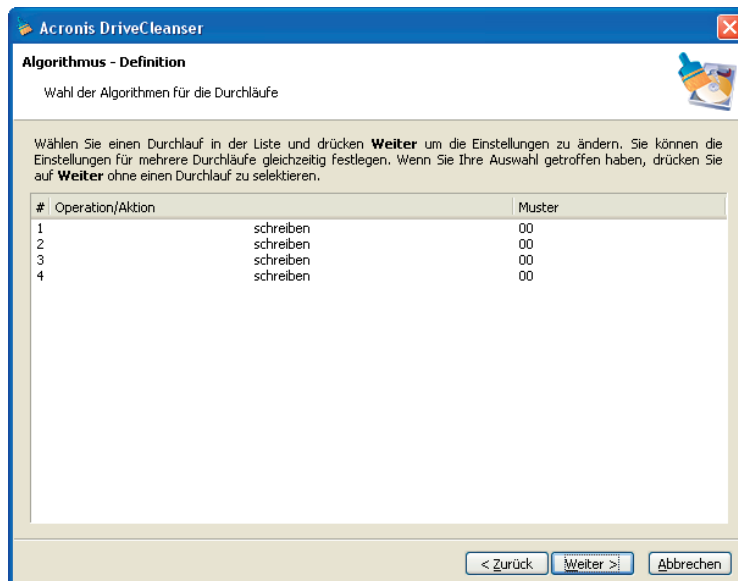 Acronis DriveCleanser
Algorithmus - Definition
Wahl der Algorithmen für die Durchläufe
Wählen Sie einen Durchlauf in der Liste und drücken Weiter um die Einstellungen zu ändern. Sie können die
Einstellungen für mehrere Durchläufe gleichzeitig festlegen. Wenn Sie Ihre Auswahl getroffen haben, drücken Sie
auf Weiter ohne einen Durchlauf zu selektieren.
# Operation/Aktion Muster
1 schreiben 00
2 schreiben 00
3 schreiben 00
4 schreiben 00
< Zurück Weiter > Abbrechen